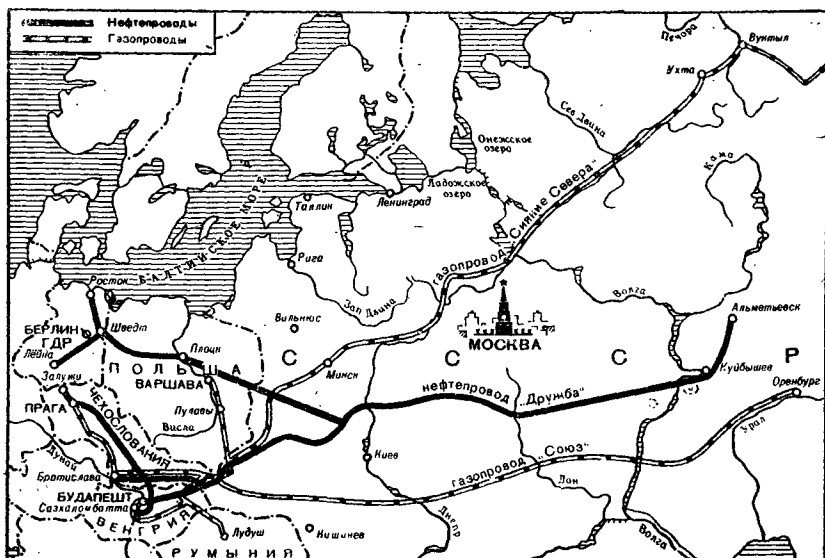 Нефтепроводы
Газопроводы
Печора
Вуктыл
Ухта
Сев Двина
Онежское
озеро
Кама
Ладожское
озеро
Ленинград
Таллин
БАЛТИЙСКОЕ МОРЕ
газопровод „Сияние Севера"
Рига
Зап Двина
Волга
Росток
Вильнюс
Альметьевск
БЕРЛИН
ГДР
Шведт
Плоцк
МОСКВА
С С С Р
Лёйна
ПОЛЬША
Минск
Куйбышев
Залужи
ВАРШАВА
нефтепровод „Дружба"
Оренбург
ПРАГА
ЧЕХОСЛОВАКИЯ
Пулавы
Висла
Урал
Дунай
Киев
газопровод „Союз"
Братислава
Дон
БУДАПЕШТ
Сазхаломбатта
ВЕНГРИЯ
Днепр
Лудуш
Кишинев
Волга
РУМЫНИЯ